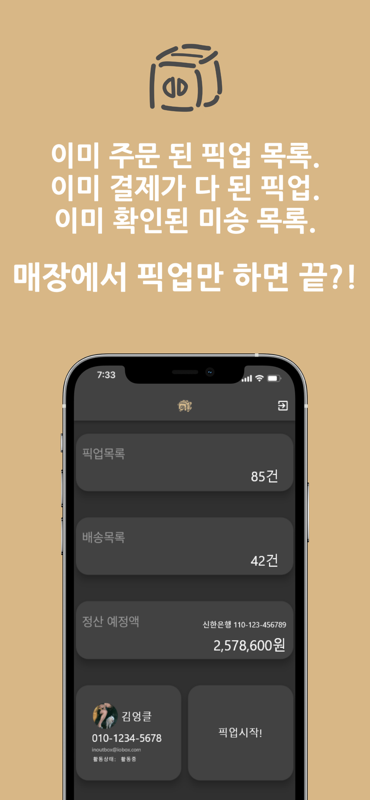 이미 주문 된 픽업 목록.
이미 결제가 다 된 픽업.
이미 확인된 미송 목록.
매장에서 픽업만 하면 끝?!
7:33
픽업목록
85건
배송목록
42건
정산 예정액
신한은행 110-123-456789
2,578,600원
김엉클
010-1234-5678
inoutbox@iobox.com
활동상태: 활동중
픽업시작!